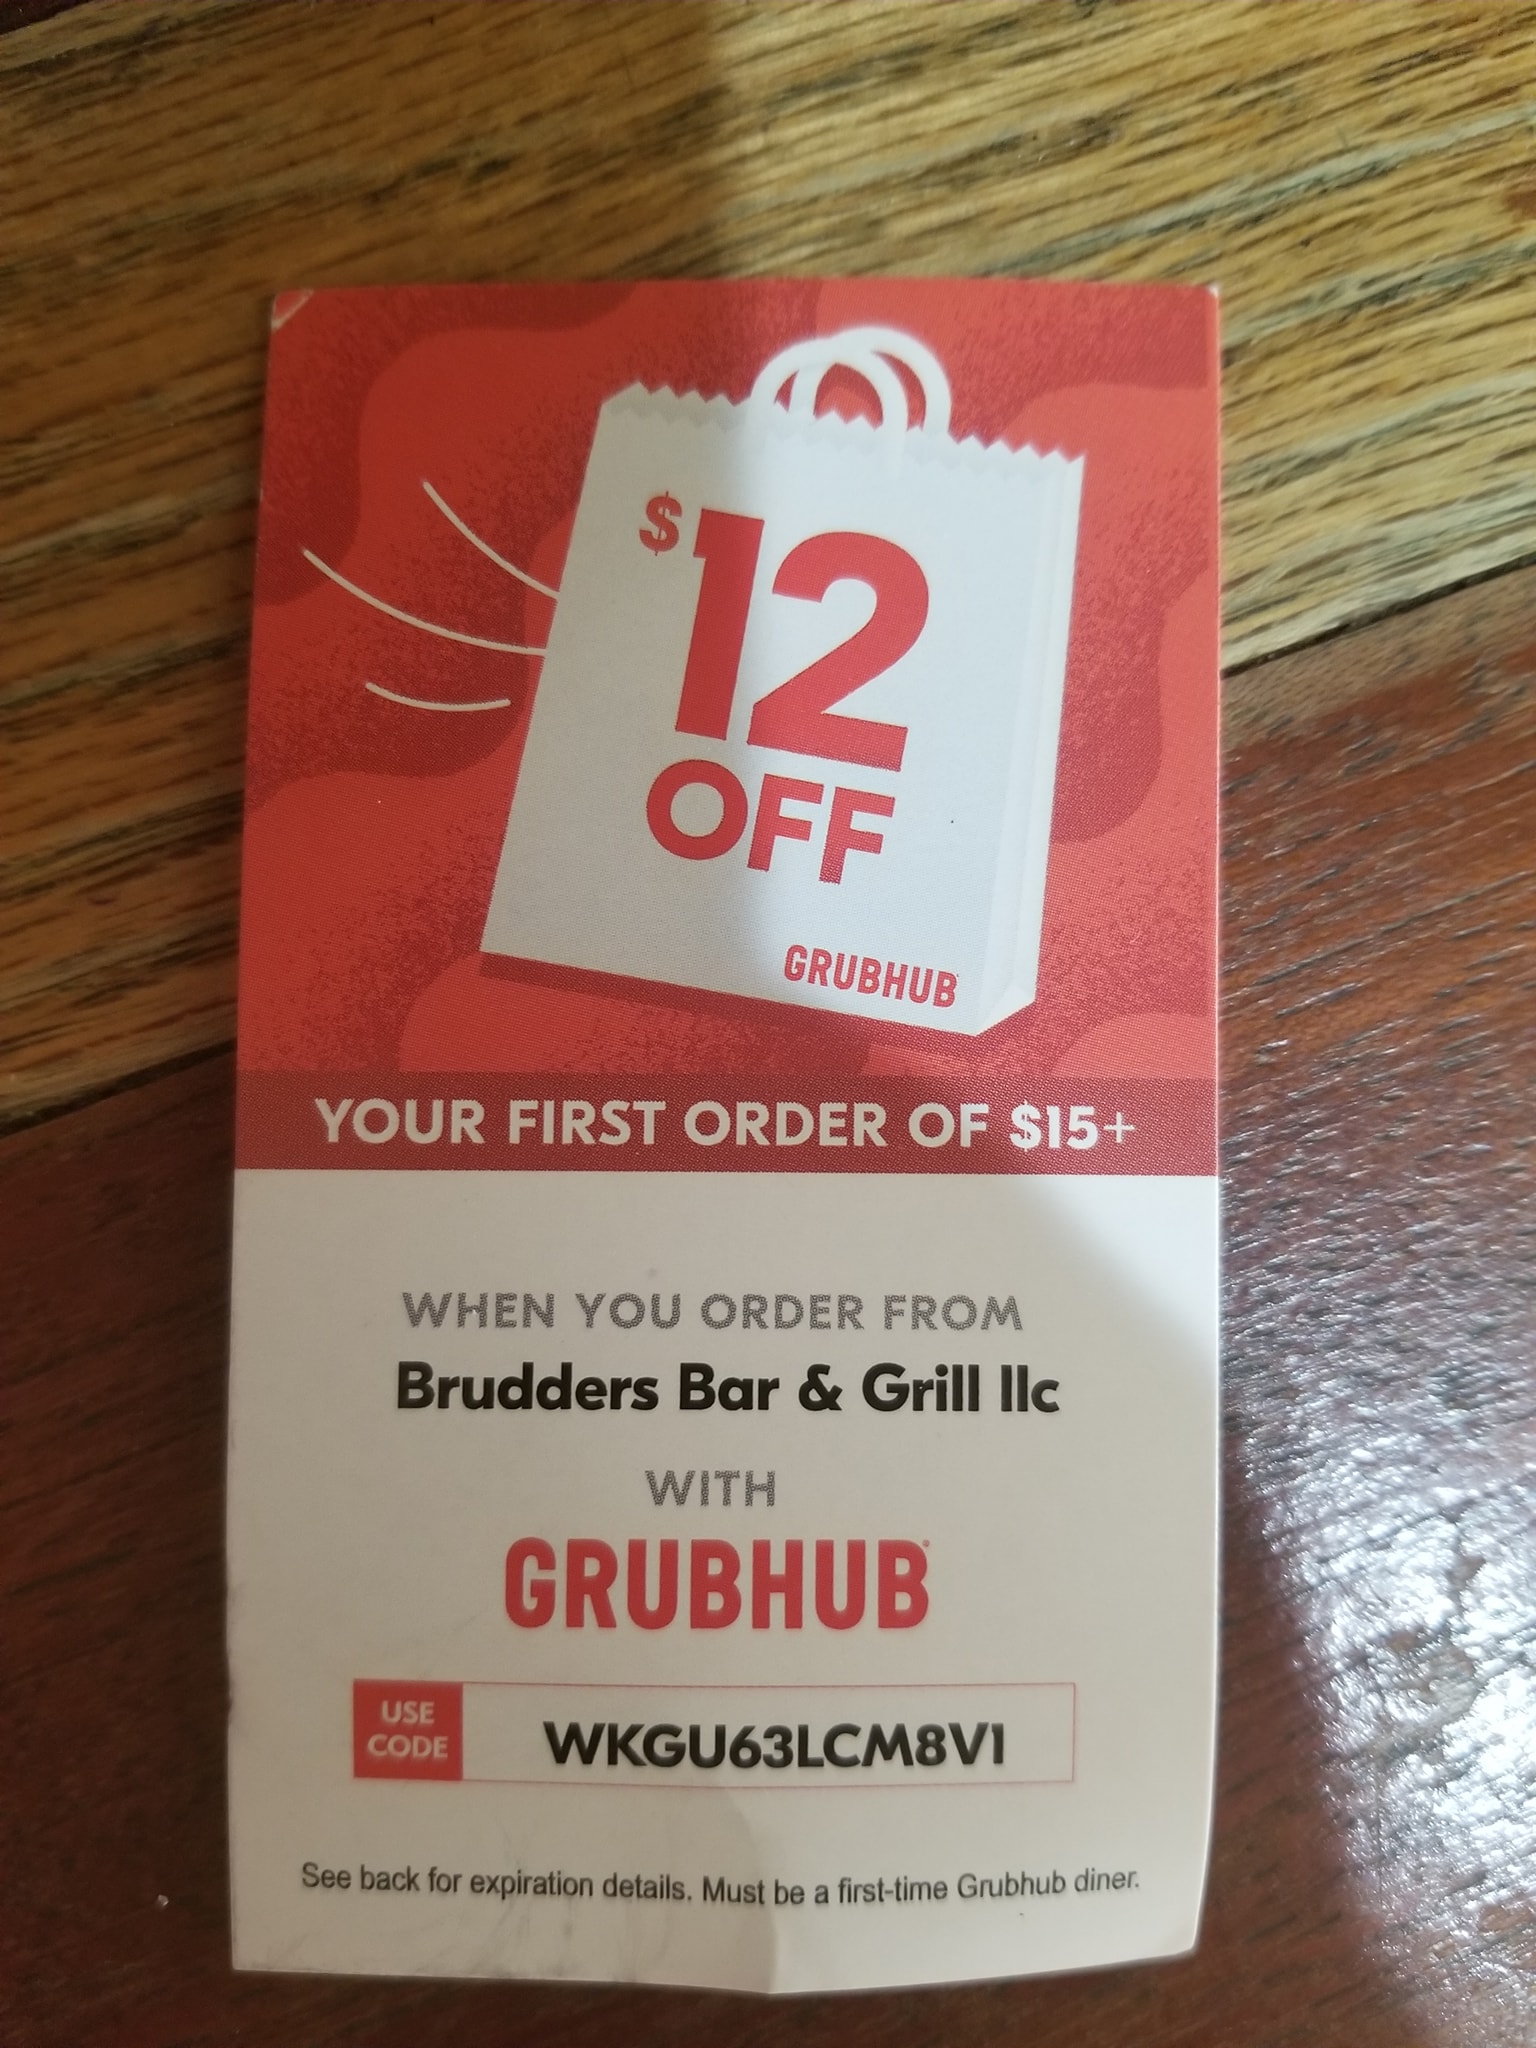 $12
OFF
GRUBHUB
YOUR FIRST ORDER OF $15+
WHEN YOU ORDER FROM
Brudders Bar & Grill llc
WITH
GRUBHUB
USE
CODE
WKGU63LCM8V1
See back for expiration details. Must be a first-time Grubhub diner.